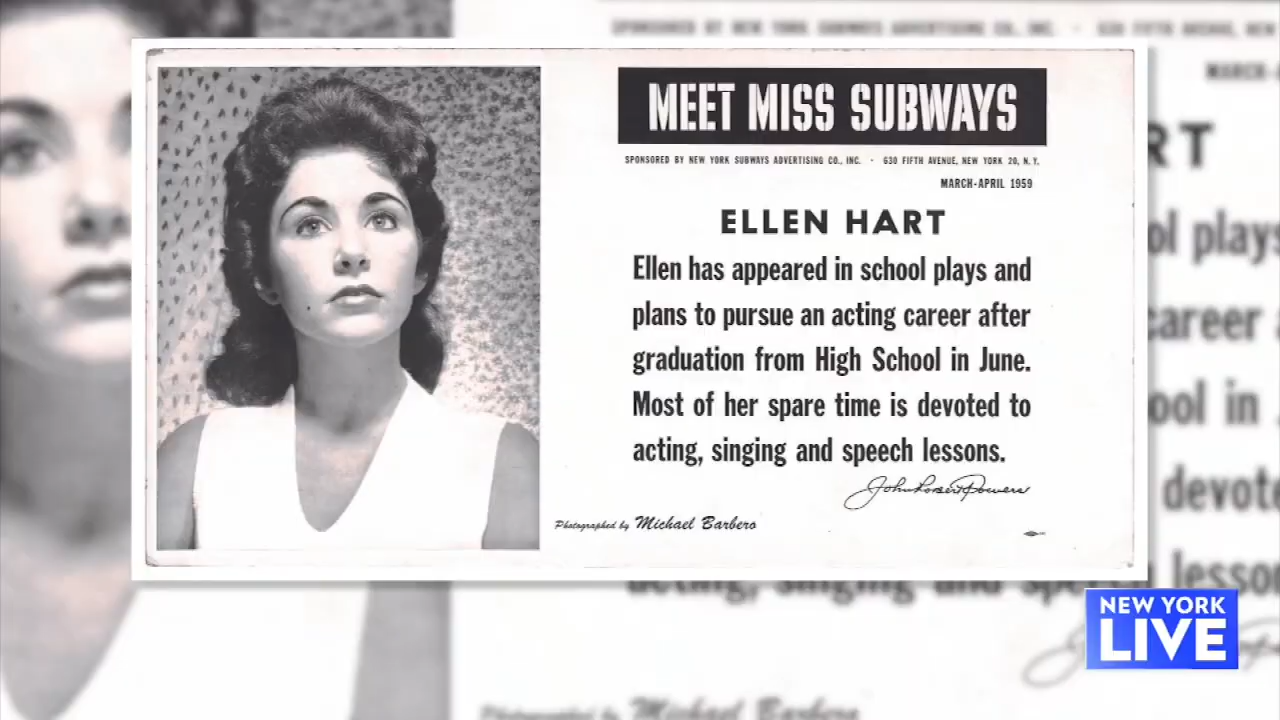 MEET MISS SUBWAYS
SPONSORED BY NEW YORK SUBWAYS ADVERTISING CO., INC. · 630 FIFTH AVENUE, NEW YORK 20, N. Y.
MARCH-APRIL 1959
ELLEN HART
Ellen has appeared in school plays and
plans to pursue an acting career after
graduation from High School in June.
Most of her spare time is devoted to
acting, singing and speech lessons.
John Robert Powers
Photographed by Michael Barbero
NEW YORK
LIVE